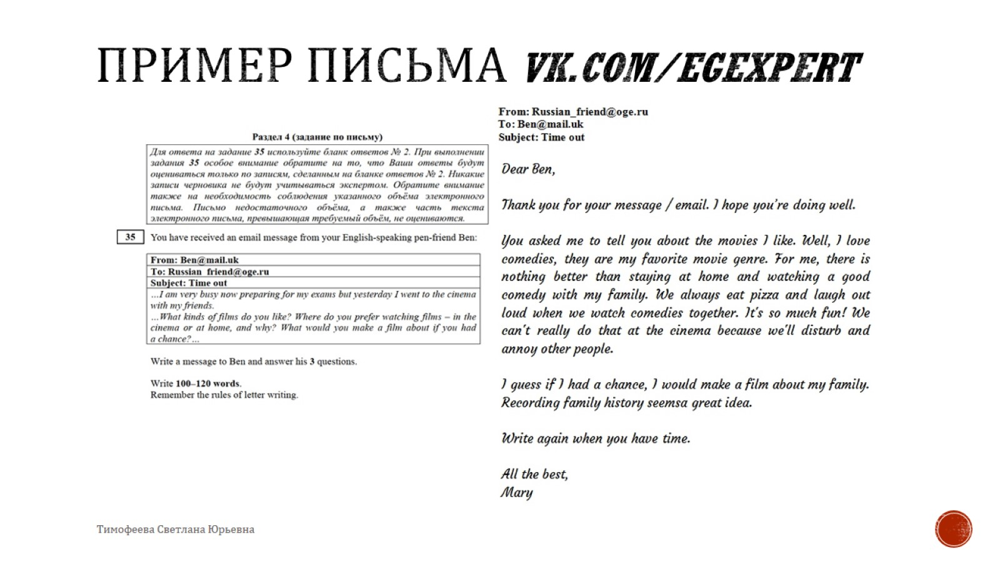 ПРИМЕР ПИСЬМА VK.COM/EGEXPERT
Раздел 4 (задание по письму)
Для ответа на задание 35 используйте бланк ответов № 2. При выполнении
задания 35 особое внимание обратите на то, что Ваши ответы будут
оцениваться только по записям, сделанным на бланке ответов № 2. Никакие
записи черновика не будут учитываться экспертом. Обратите внимание
также на необходимость соблюдения указанного объёма электронного
письма. Письмо недостаточного объёма, а также часть текста
электронного письма, превышающая требуемый объём, не оцениваются.
35 You have received an email message from your English-speaking pen-friend Ben:
From: Ben@mail.uk
To: Russian_friend@oge.ru
Subject: Time out
…I am very busy now preparing for my exams but yesterday I went to the cinema
with my friends.
…What kinds of films do you like? Where do you prefer watching films – in the
cinema or at home, and why? What would you make a film about if you had
a chance?…
Write a message to Ben and answer his 3 questions.
Write 100–120 words.
Remember the rules of letter writing.
From: Russian_friend@oge.ru
To: Ben@mail.uk
Subject: Time out
Dear Ben,
Thank you for your message / email. I hope you're doing well.
You asked me to tell you about the movies I like. Well, I love
comedies, they are my favorite movie genre. For me, there is
nothing better than staying at home and watching a good
comedy with my family. We always eat pizza and laugh out
loud when we watch comedies together. It's so much fun! We
can't really do that at the cinema because we'll disturb and
annoy other people.
I guess if I had a chance, I would make a film about my family.
Recording family history seemsa great idea.
Write again when you have time.
All the best,
Mary
Тимофеева Светлана Юрьевна